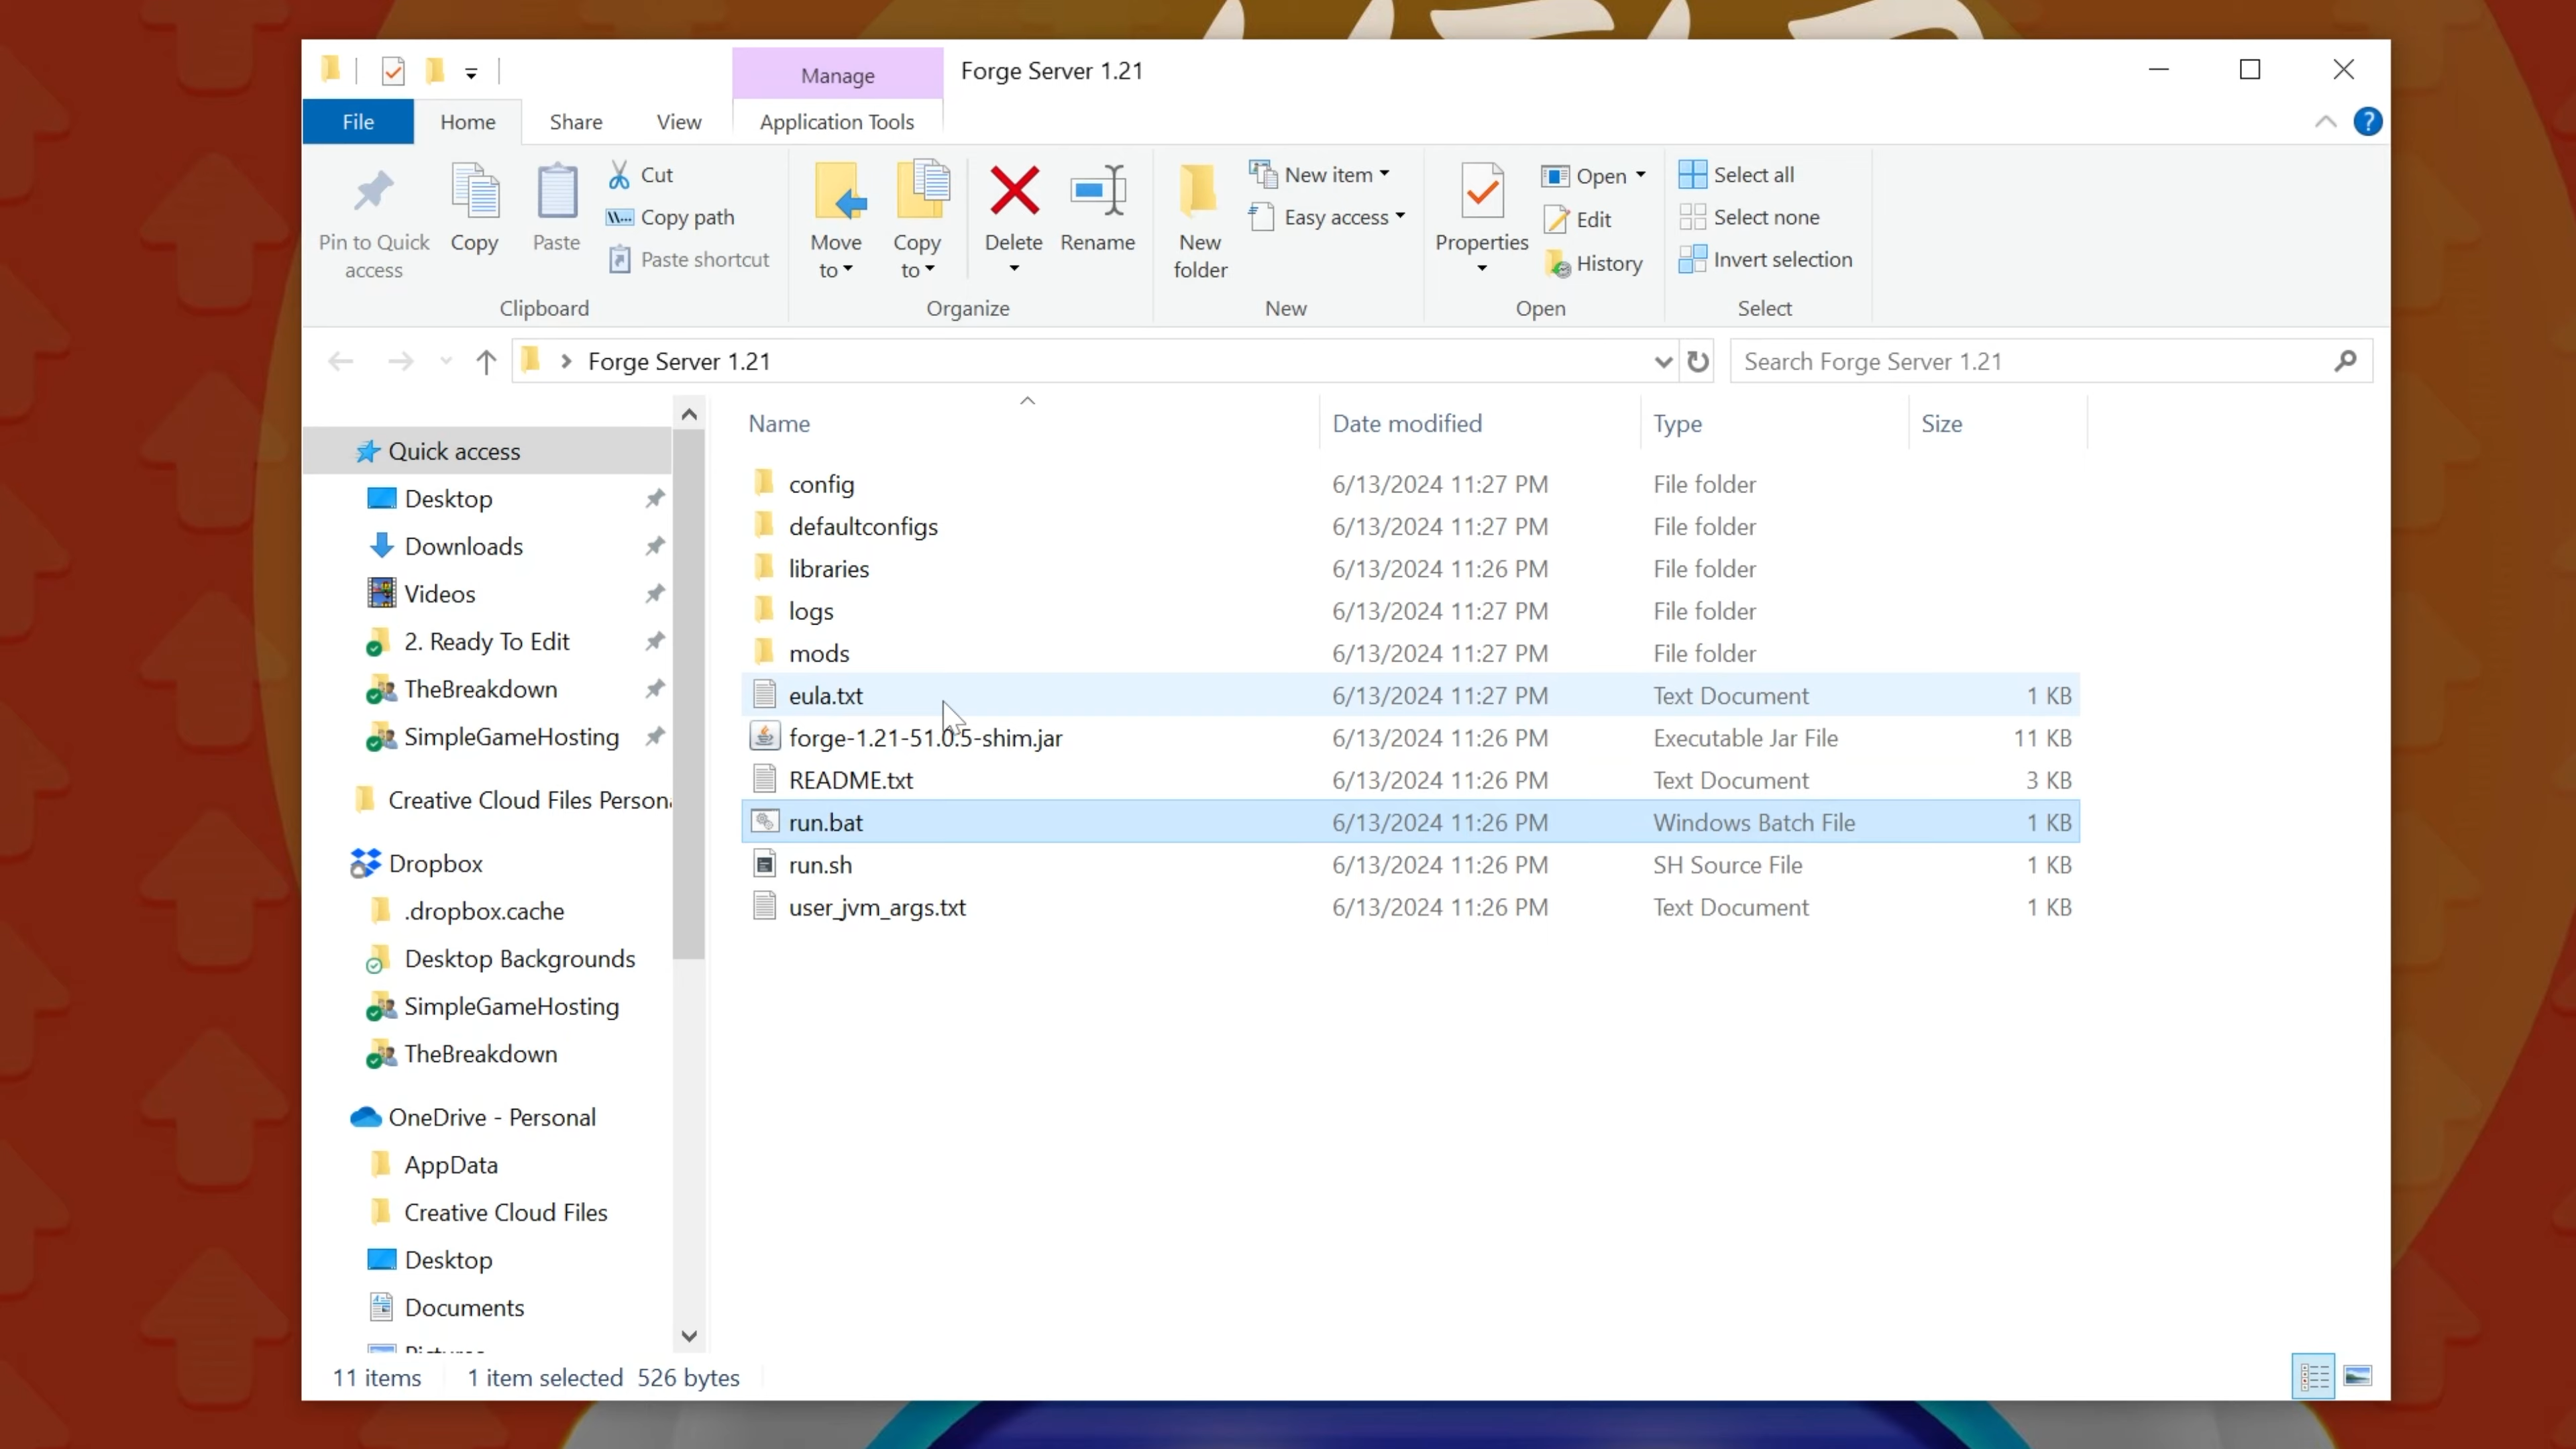 Manage
Forge Server 1.21
File
Home
Share
View
Application Tools
Pin to Quick access
Copy
Paste
Cut
Copy path
Paste shortcut
Clipboard
Move to
Copy to
Delete
Rename
Organize
New folder
New item
Easy access
New
Properties
Open
Edit
History
Open
Select all
Select none
Invert selection
Select
Forge Server 1.21
Search Forge Server 1.21
Quick access
Desktop
Downloads
Videos
2. Ready To Edit
TheBreakdown
SimpleGameHosting
Creative Cloud Files Person
Dropbox
.dropbox.cache
Desktop Backgrounds
SimpleGameHosting
TheBreakdown
OneDrive - Personal
AppData
Creative Cloud Files
Desktop
Documents
Name Date modified Type Size
config 6/13/2024 11:27 PM File folder
defaultconfigs 6/13/2024 11:27 PM File folder
libraries 6/13/2024 11:26 PM File folder
logs 6/13/2024 11:27 PM File folder
mods 6/13/2024 11:27 PM File folder
eula.txt 6/13/2024 11:27 PM Text Document 1 KB
forge-1.21-51.0.5-shim.jar 6/13/2024 11:26 PM Executable Jar File 11 KB
README.txt 6/13/2024 11:26 PM Text Document 3 KB
run.bat 6/13/2024 11:26 PM Windows Batch File 1 KB
run.sh 6/13/2024 11:26 PM SH Source File 1 KB
user_jvm_args.txt 6/13/2024 11:26 PM Text Document 1 KB
11 items 1 item selected 526 bytes